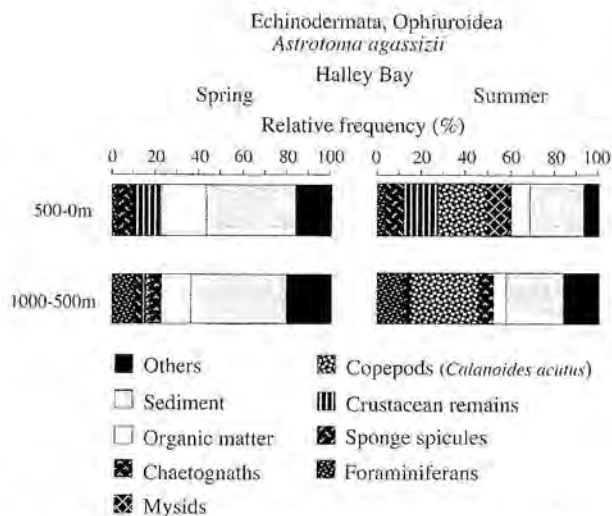 Echinodermata, Ophiuroidea
Astrotoma agassizii
Halley Bay
Spring Summer
Relative frequency (%)
0 20 40 60 80 100 0 20 40 60 80 100
500-0m
1000-500m
Others
Sediment
Organic matter
Chaetognaths
Mysids
Copepods (Calanoides acutus)
Crustacean remains
Sponge spicules
Foraminiferans